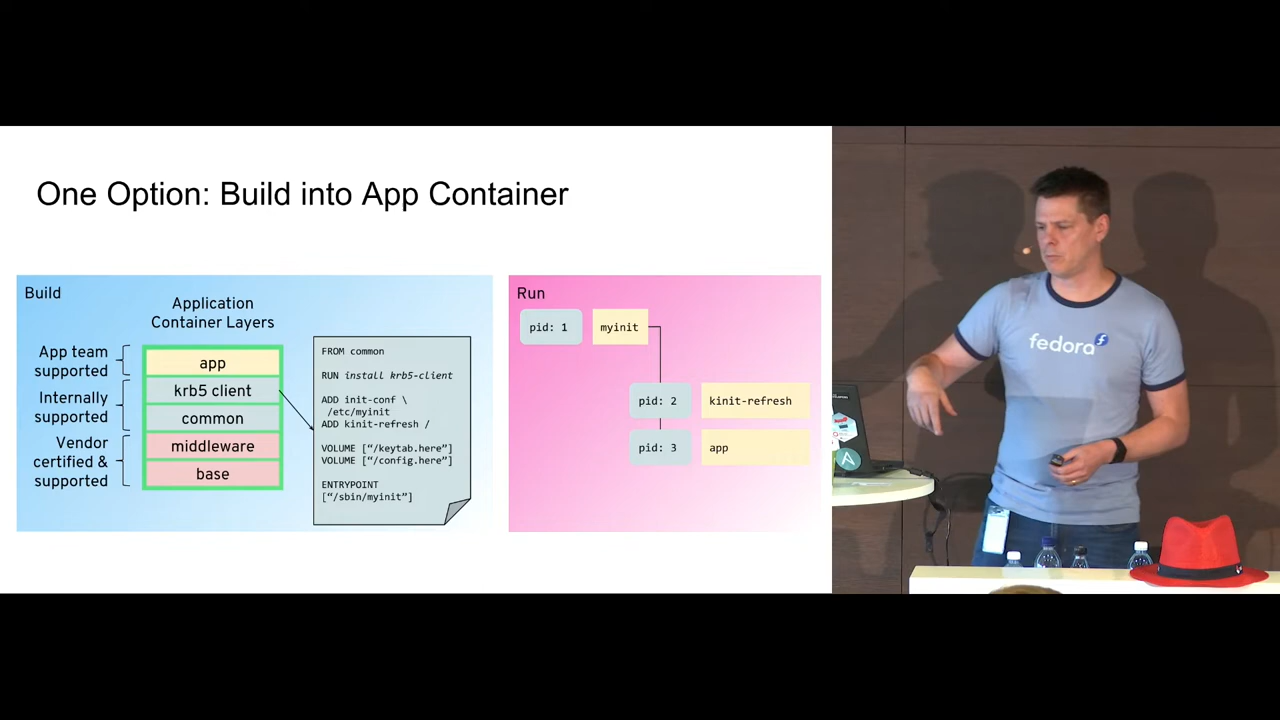 One Option: Build into App Container
Build
Application
Container Layers
App team
supported
Internally
supported
Vendor
certified &
supported
app
krb5 client
common
middleware
base
FROM common
RUN install krb5-client
ADD init-conf \
/etc/myinit
ADD kinit-refresh /
VOLUME [“/keytab.here”]
VOLUME [“/config.here”]
ENTRYPOINT
[“/sbin/myinit”]
Run
pid: 1
myinit
pid: 2
kinit-refresh
pid: 3
app
fedora